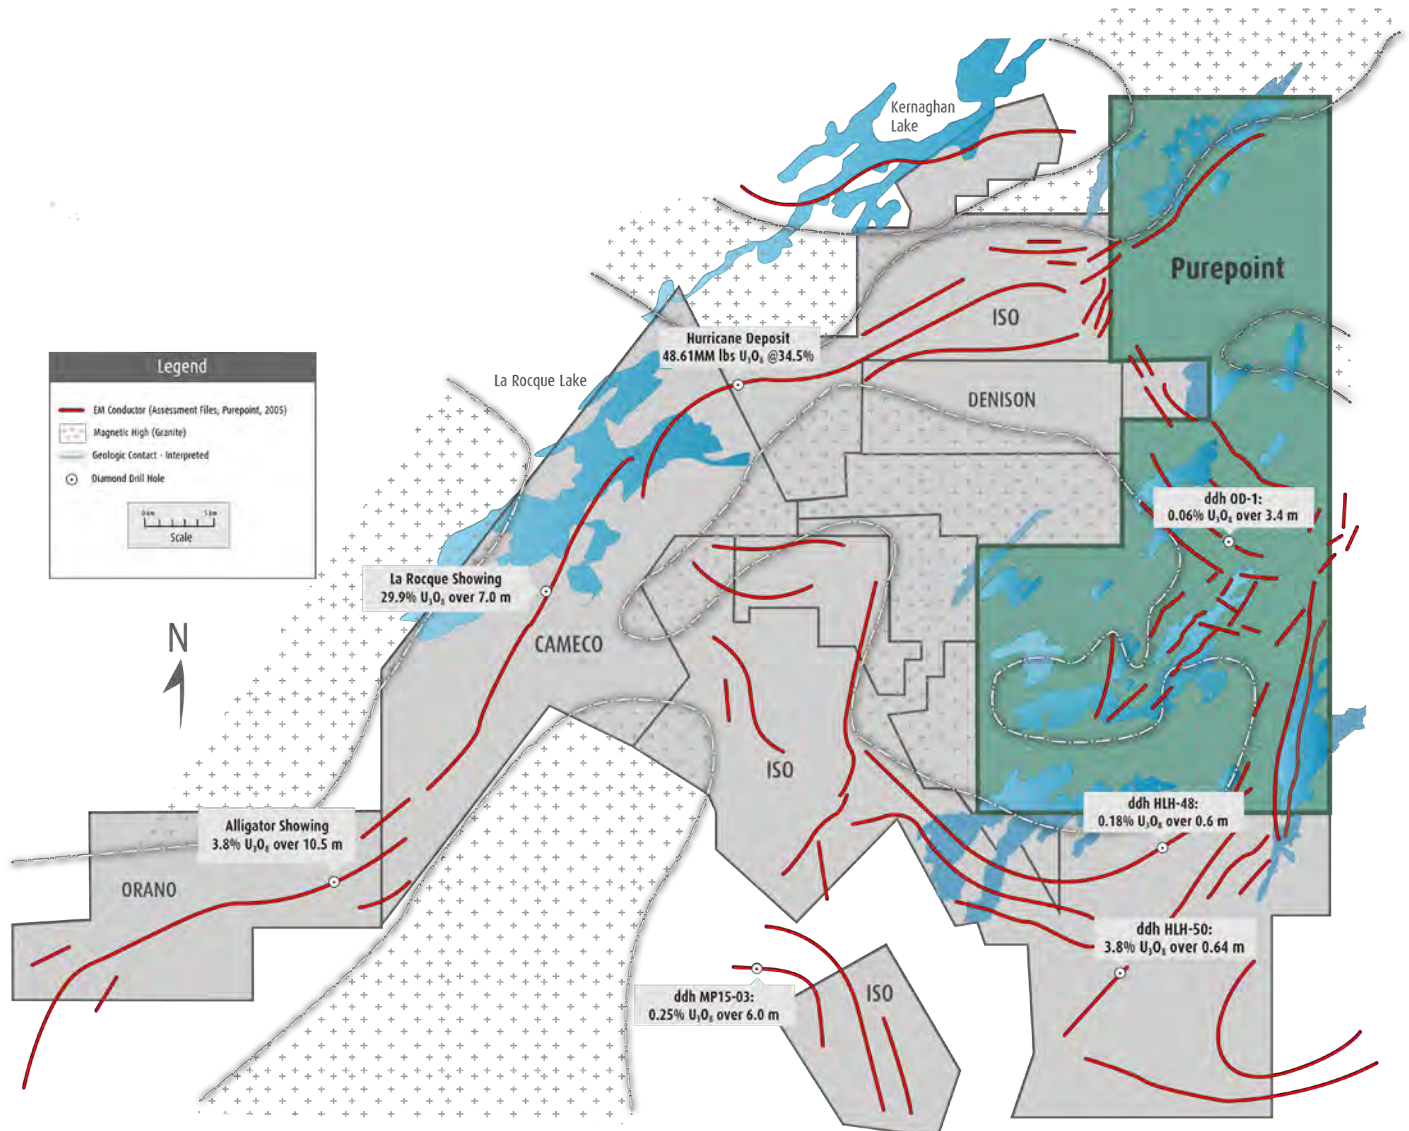 Kernaghan
Lake
Purepoint
ISO
Hurricane Deposit
48.61MM lbs U₃O₈ @34.5%
La Rocque Lake
DENISON
Legend
EM Conductor (Assessment Files; Purepoint, 2005)
Magnetic High (Granite)
Geologic Contact - Interpreted
Diamond Drill Hole
0 km 5 km
Scale
ddh OD-1:
0.06% U₃O₈ over 3.4 m
La Rocque Showing
29.9% U₃O₈ over 7.0 m
N
CAMECO
ISO
ddh HLH-48:
0.18% U₃O₈ over 0.6 m
Alligator Showing
3.8% U₃O₈ over 10.5 m
ORANO
ddh HLH-50:
3.8% U₃O₈ over 0.64 m
ddh MP15-03:
0.25% U₃O₈ over 6.0 m
ISO